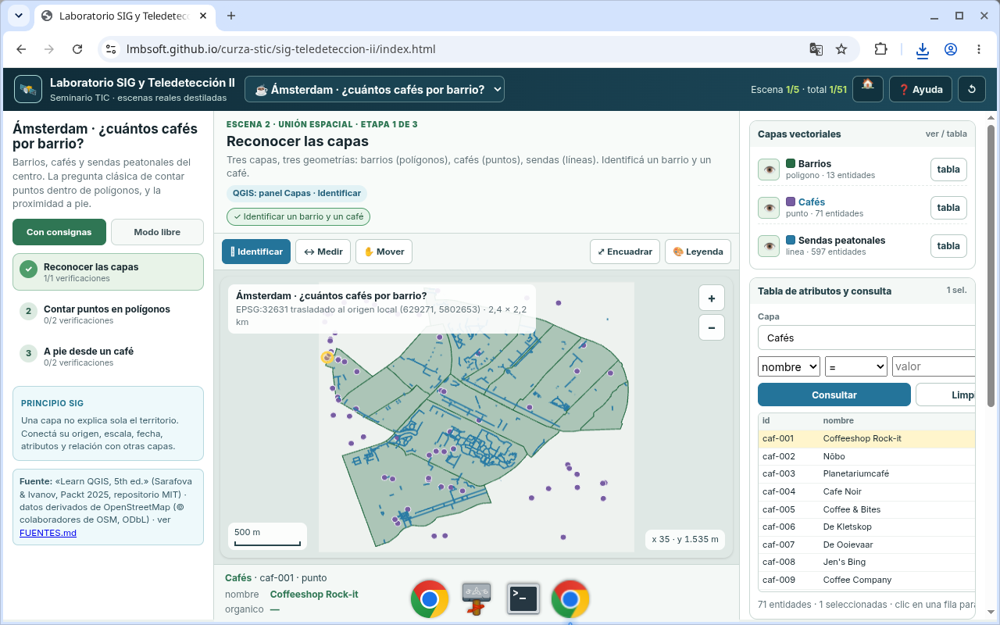 Laboratorio SIG y Teledetecc
lmbsoft.github.io/curza-stic/sig-teledeteccion-ii/index.html
Laboratorio SIG y Teledetección II
Seminario TIC · escenas reales destiladas
Ámsterdam · ¿cuántos cafés por barrio?
Escena 1/5 · total 1/51
Ayuda
Ámsterdam · ¿cuántos cafés
por barrio?
Barrios, cafés y sendas peatonales del
centro. La pregunta clásica de contar
puntos dentro de polígonos, y la
proximidad a pie.
Con consignas
Modo libre
Reconocer las capas
1/1 verificaciones
2
Contar puntos en polígonos
0/2 verificaciones
3
A pie desde un café
0/2 verificaciones
PRINCIPIO SIG
Una capa no explica sola el territorio.
Conectá su origen, escala, fecha,
atributos y relación con otras capas.
Fuente: «Learn QGIS, 5th ed.» (Sarafova
& Ivanov, Packt 2025, repositorio MIT) ·
datos derivados de OpenStreetMap (©
colaboradores de OSM, ODbL) · ver
FUENTES.md
ESCENA 2 · UNIÓN ESPACIAL · ETAPA 1 DE 3
Reconocer las capas
Tres capas, tres geometrías: barrios (polígonos), cafés (puntos), sendas (líneas). Identificá un barrio y un
café.
QGIS: panel Capas · Identificar
✓ Identificar un barrio y un café
Identificar
↔ Medir
Mover
⤢ Encuadrar
Leyenda
Ámsterdam · ¿cuántos cafés por barrio?
EPSG:32631 trasladado al origen local (629271, 5802653) · 2,4 × 2,2
km
+
−
500 m
x 35 · y 1.535 m
Cafés · caf-001 · punto
nombre Coffeeshop Rock-it
organico —
Capas vectoriales
ver / tabla
Barrios
poligono · 13 entidades
tabla
Cafés
punto · 71 entidades
tabla
Sendas peatonales
linea · 597 entidades
tabla
Tabla de atributos y consulta
1 sel.
Capa
Cafés
nombre
=
valor
Consultar
Limp
id nombre
caf-001 Coffeeshop Rock-it
caf-002 Nōbo
caf-003 Planetariumcafé
caf-004 Cafe Noir
caf-005 Coffee & Bites
caf-006 De Kletskop
caf-007 De Ooievaar
caf-008 Jen's Bing
caf-009 Coffee Company
71 entidades · 1 seleccionadas · clic en una fila para